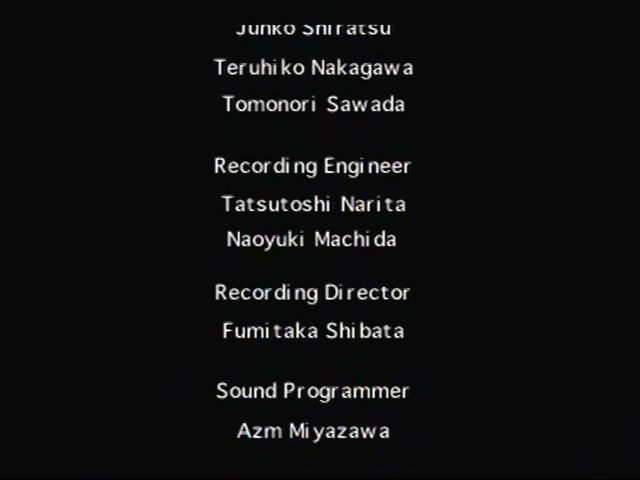 Junko Shiratsu
Teruhiko Nakagawa
Tomonori Sawada
Recording Engineer
Tatsutoshi Narita
Naoyuki Machida
Recording Director
Fumitaka Shibata
Sound Programmer
Azm Miyazawa